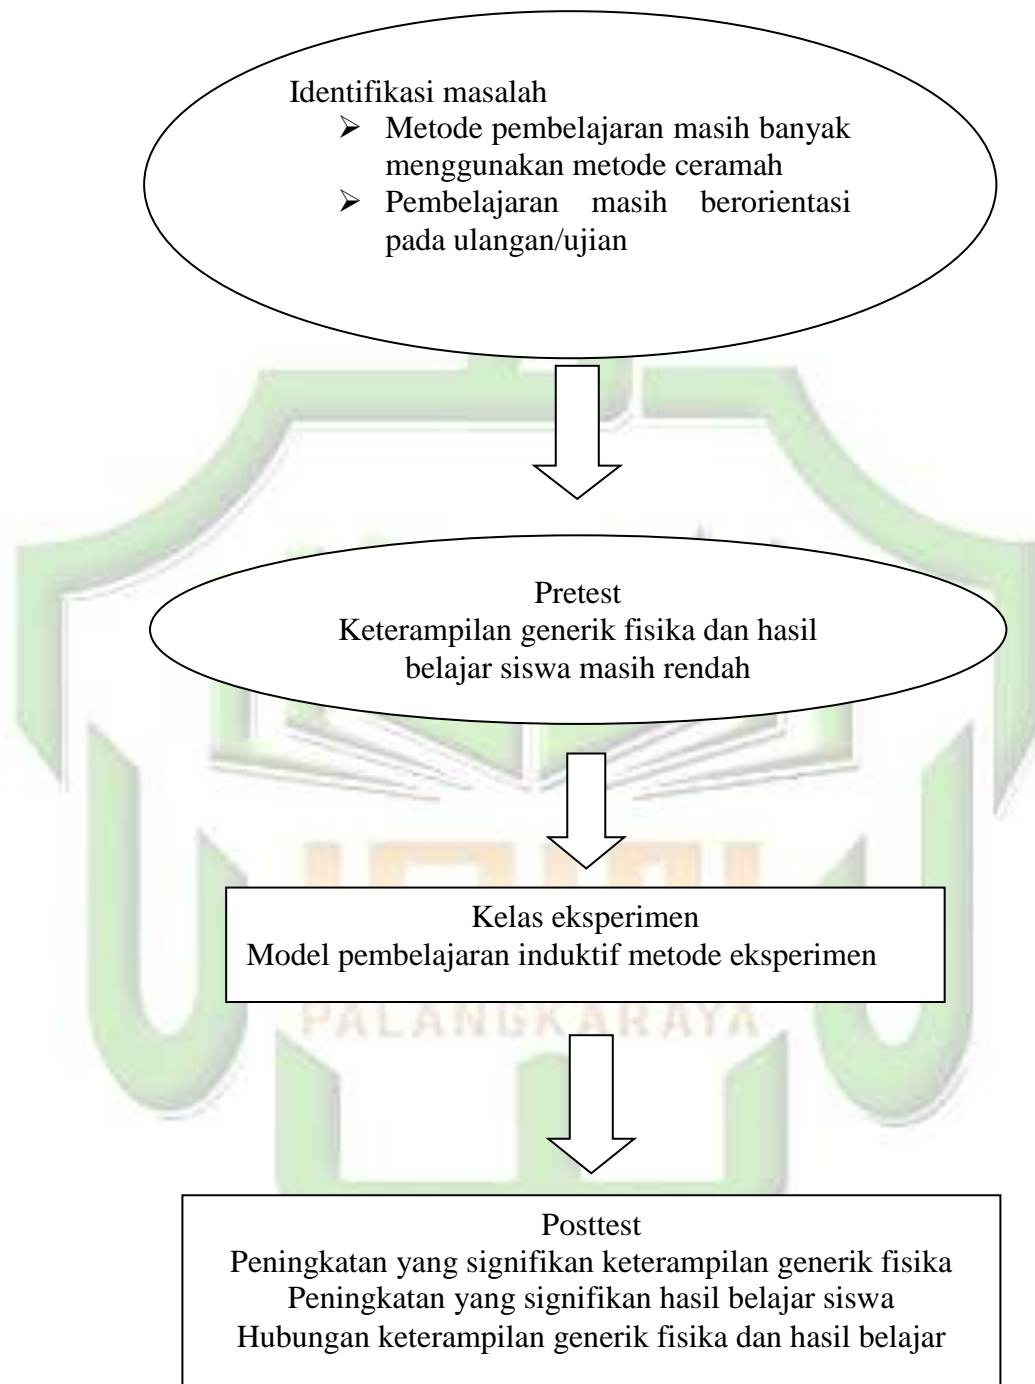 Identifikasi masalah
➢ Metode pembelajaran masih banyak
menggunakan metode ceramah
➢ Pembelajaran masih berorientasi
pada ulangan/ujian
Pretest
Keterampilan generik fisika dan hasil
belajar siswa masih rendah
Kelas eksperimen
Model pembelajaran induktif metode eksperimen
PALANGKARAYA
Posttest
Peningkatan yang signifikan keterampilan generik fisika
Peningkatan yang signifikan hasil belajar siswa
Hubungan keterampilan generik fisika dan hasil belajar